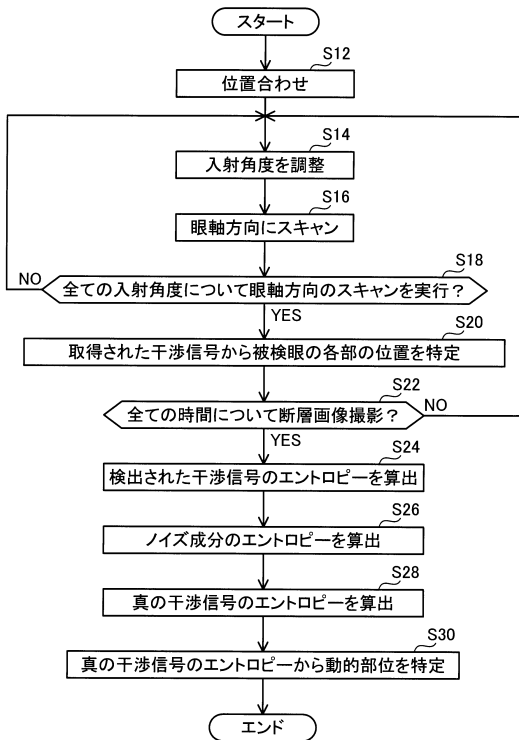 スタート
S12
位置合わせ
S14
入射角度を調整
S16
眼軸方向にスキャン
S18
NO
全ての入射角度について眼軸方向のスキャンを実行？
YES
S20
取得された干渉信号から被検眼の各部の位置を特定
S22
全ての時間について断層画像撮影？
NO
YES
S24
検出された干渉信号のエントロピーを算出
S26
ノイズ成分のエントロピーを算出
S28
真の干渉信号のエントロピーを算出
S30
真の干渉信号のエントロピーから動的部位を特定
エンド